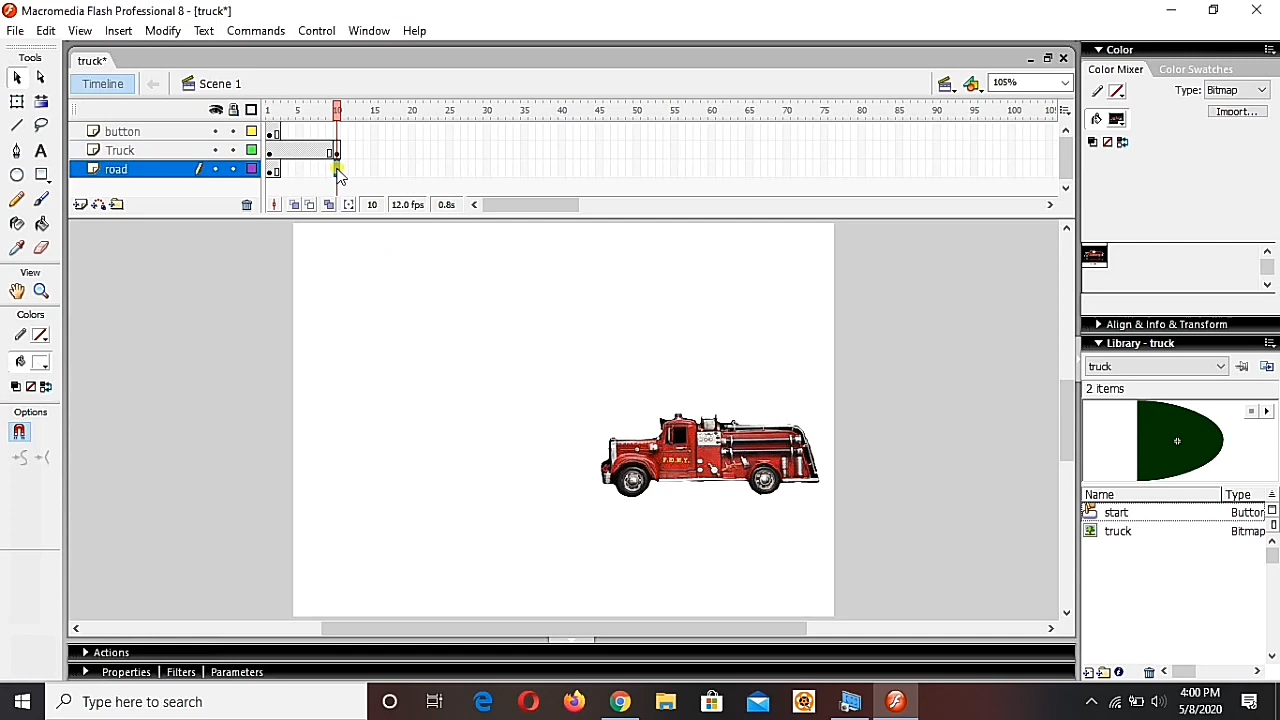 Macromedia Flash Professional 8 - [truck*]
File Edit View Insert Modify Text Commands Control Window Help
Tools
truck*
Timeline
Scene 1
105%
1 5 10 15 20 25 30 35 40 45 50 55 60 65 70 75 80 85 90 95 100 105
button
Truck
road
10 12.0 fps 0.8s
View
Colors
Options
F.D.N.Y.
Color
Color Mixer Color Swatches
Type: Bitmap
Import...
Align & Info & Transform
Library - truck
truck
2 items
Name Type
start Button
truck Bitmap
Actions
Properties Filters Parameters
Type here to search
4:00 PM
5/8/2020